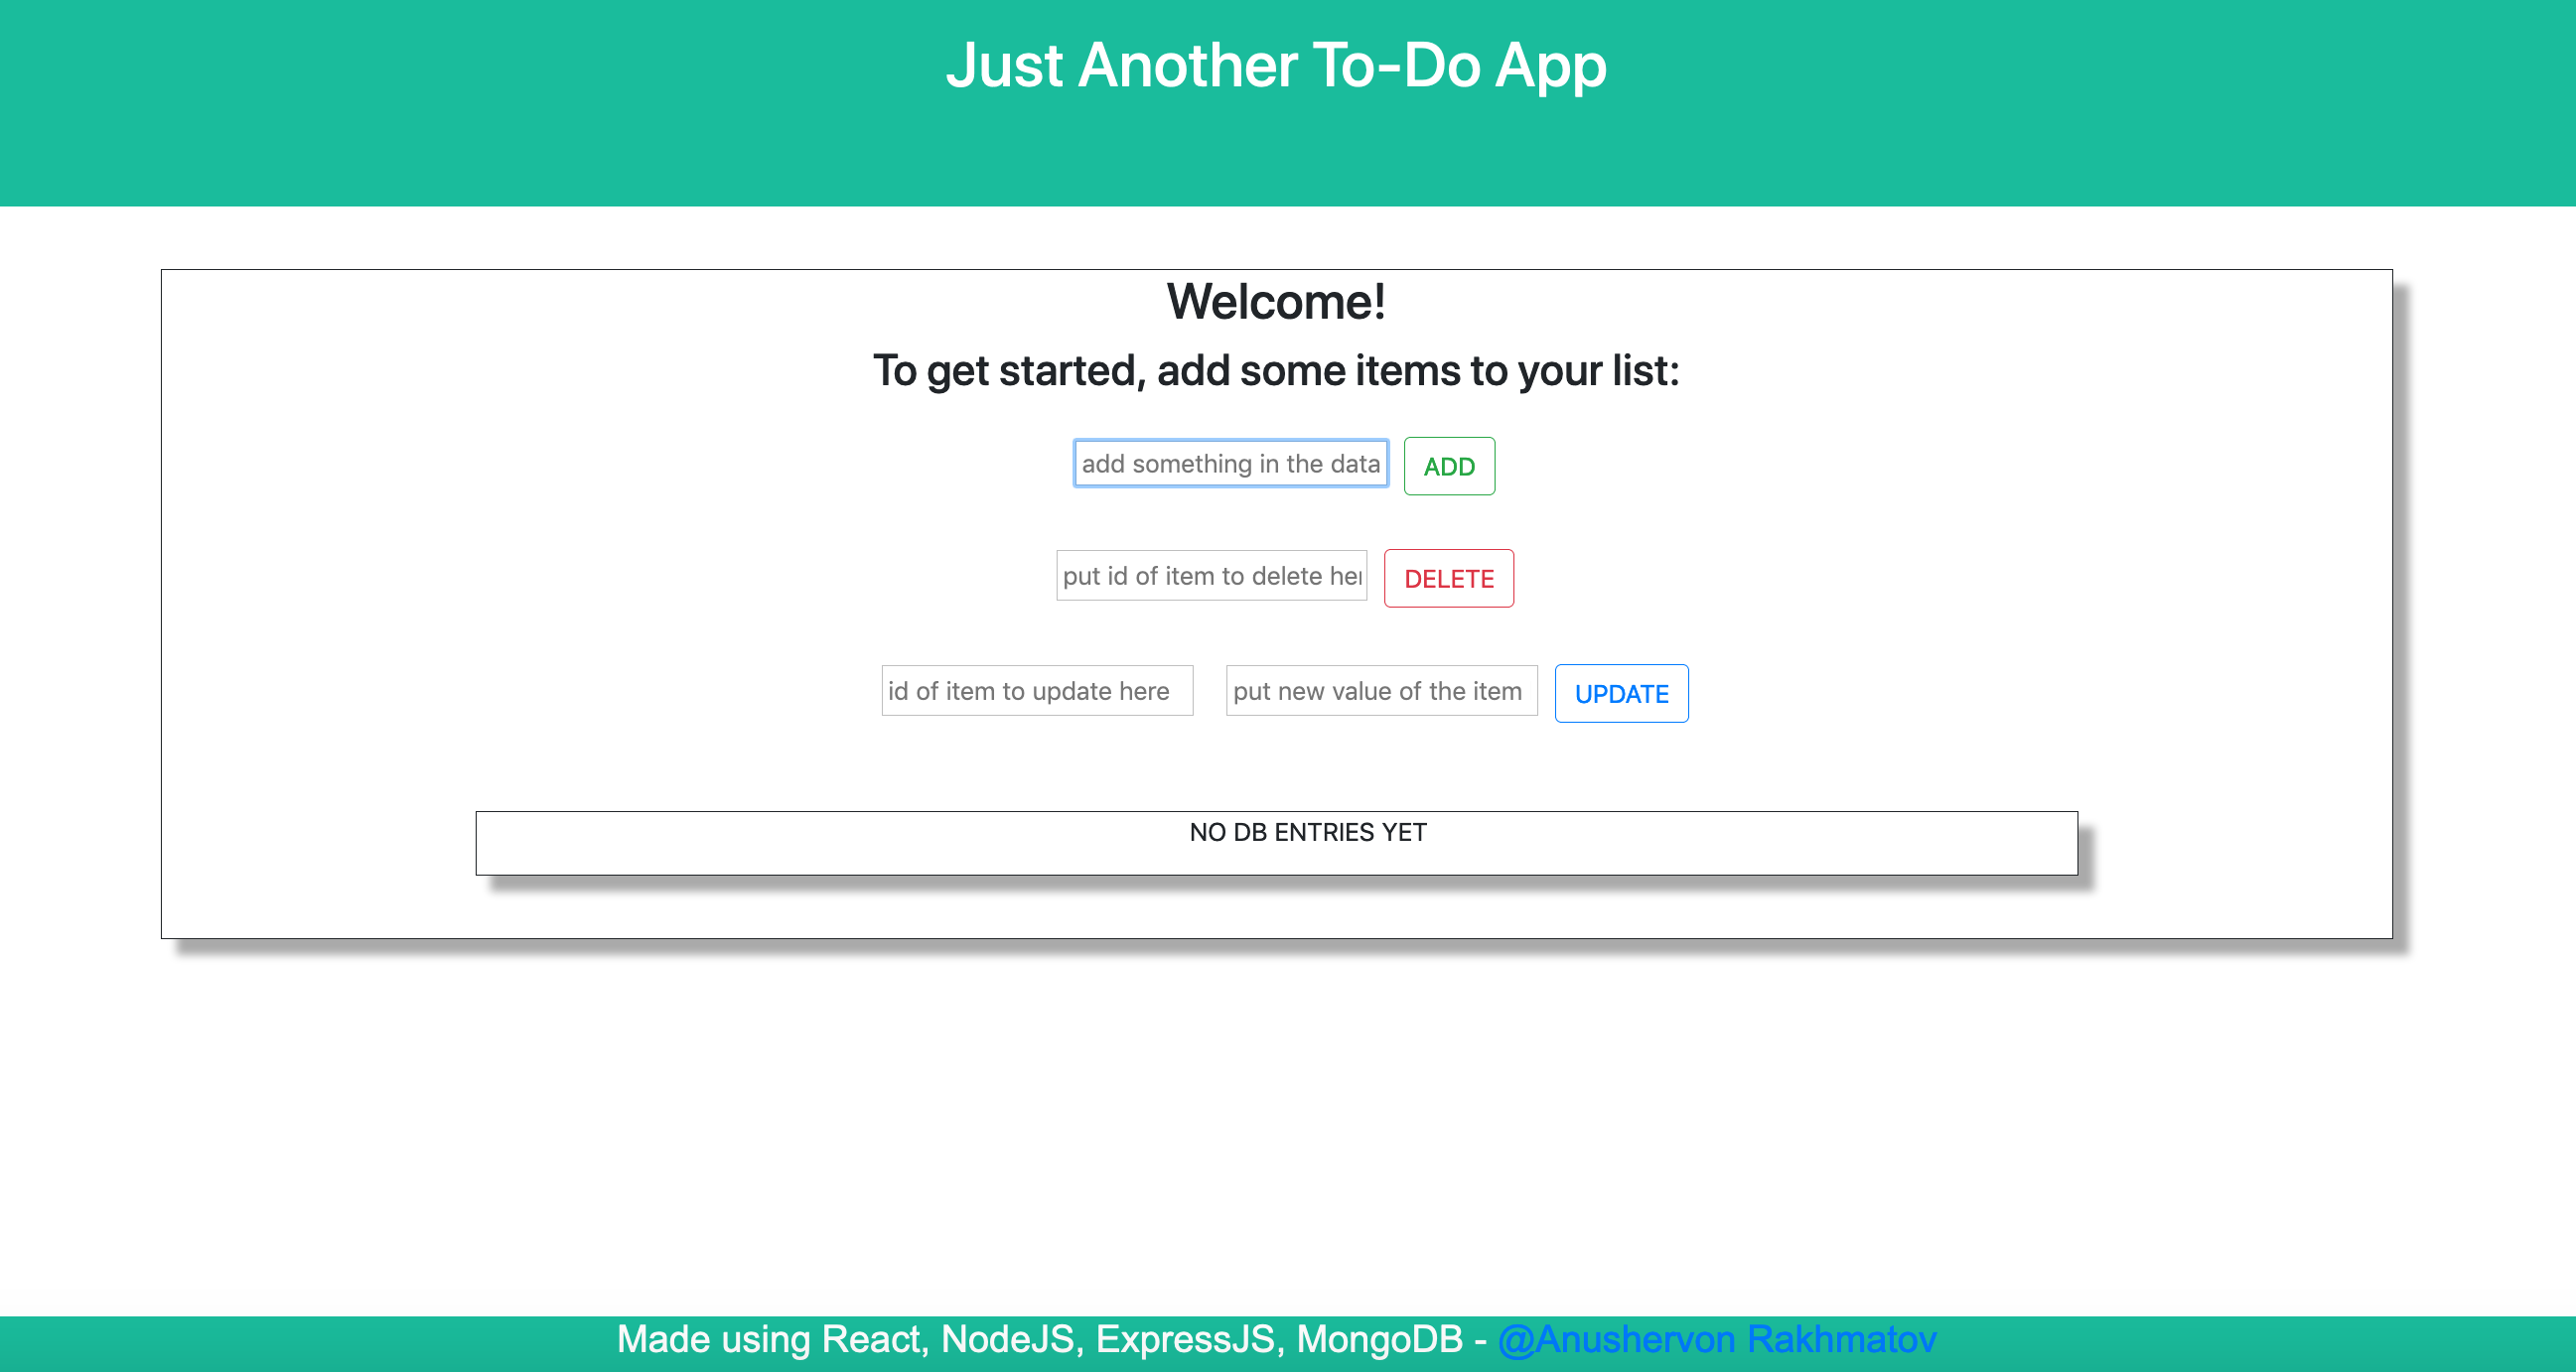 Just Another To-Do App
Welcome!
To get started, add some items to your list:
add something in the data ADD
put id of item to delete DELETE
id of item to update here put new value of the item UPDATE
NO DB ENTRIES YET
Made using React, NodeJS, ExpressJS, MongoDB - @Anushervon Rakhmatov